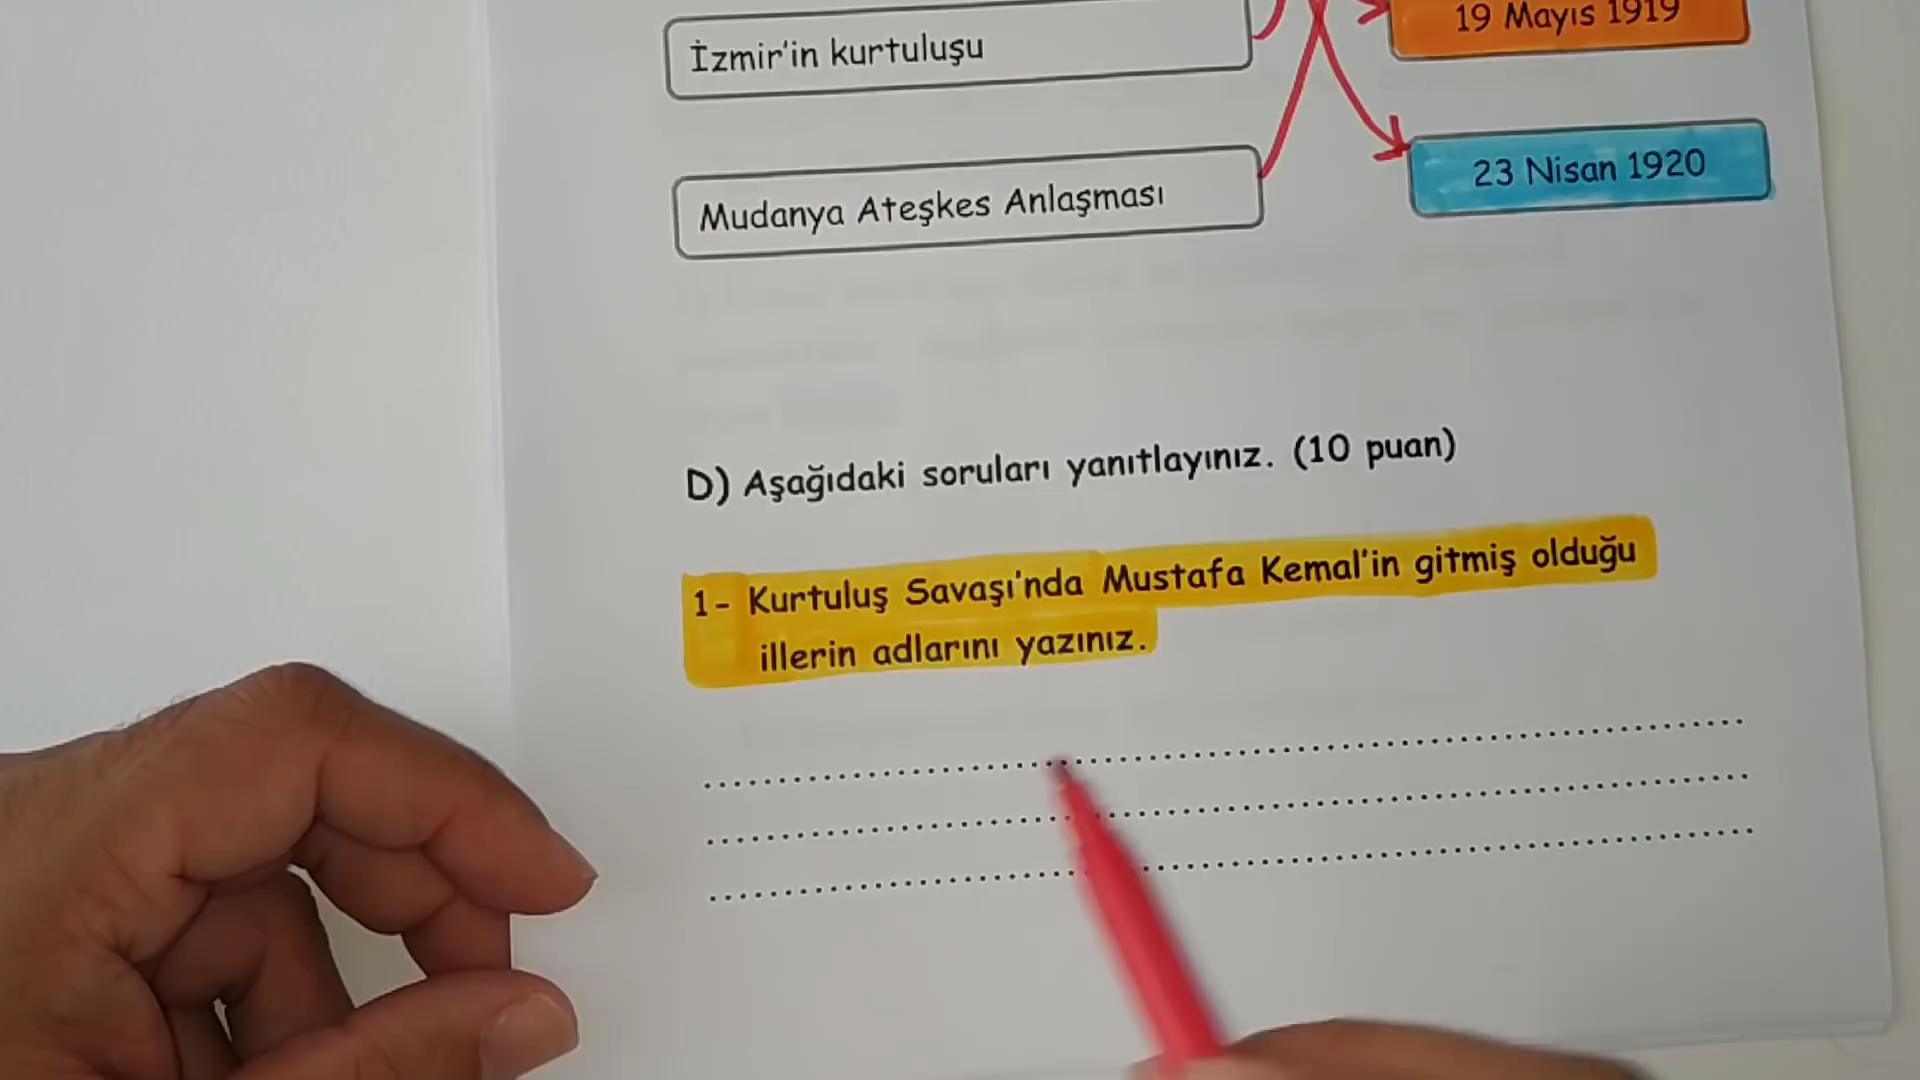 19 Mayıs 1919
İzmir'in kurtuluşu
23 Nisan 1920
Mudanya Ateşkes Anlaşması
D) Aşağıdaki soruları yanıtlayınız. (10 puan)
1- Kurtuluş Savaşı'nda Mustafa Kemal'in gitmiş olduğu
illerin adlarını yazınız.